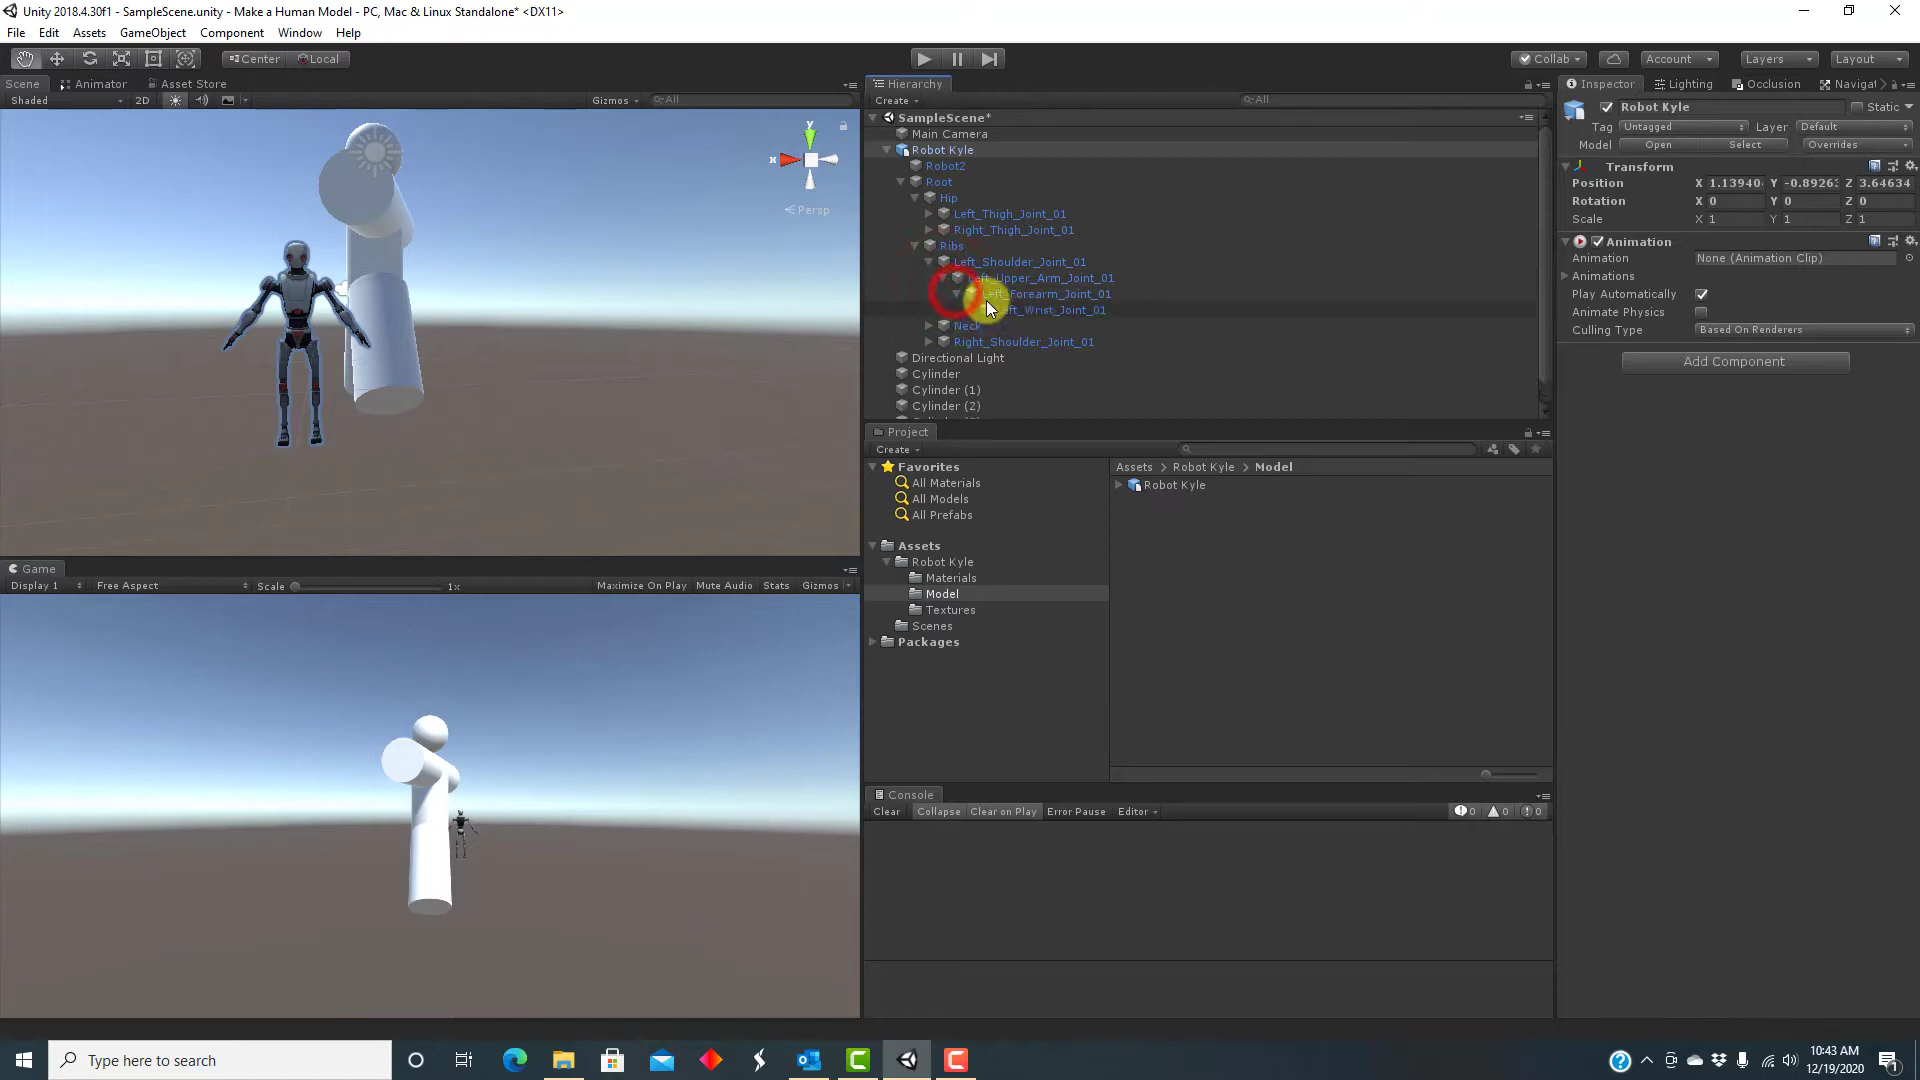 Unity 2018.4.30f1 - SampleScene.unity - Make a Human Model - PC, Mac & Linux Standalone* <DX11>
File Edit Assets GameObject Component Window Help
Center Local
Collab Account Layers Layout
Scene Animator Asset Store
Shaded 2D Gizmos All
y
x
Persp
Game
Display 1 Free Aspect Scale 1x Maximize On Play Mute Audio Stats Gizmos
Hierarchy
Create All
SampleScene*
Main Camera
Robot Kyle
Robot2
Root
Hip
Left_Thigh_Joint_01
Right_Thigh_Joint_01
Ribs
Left_Shoulder_Joint_01
Left_Upper_Arm_Joint_01
Left_Forearm_Joint_01
Left_Wrist_Joint_01
Neck
Right_Shoulder_Joint_01
Directional Light
Cylinder
Cylinder (1)
Cylinder (2)
Project
Create
Favorites
All Materials
All Models
All Prefabs
Assets
Robot Kyle
Materials
Model
Textures
Scenes
Packages
Assets > Robot Kyle > Model
Robot Kyle
Console
Clear Collapse Clear on Play Error Pause Editor 0 0 0
Inspector Lighting Occlusion Navigat
Robot Kyle Static
Tag Untagged Layer Default
Model Open Select Overrides
Transform
Position X 1.13940 Y -0.8926 Z 3.64634
Rotation X 0 Y 0 Z 0
Scale X 1 Y 1 Z 1
Animation
Animation None (Animation Clip)
Animations
Play Automatically
Animate Physics
Culling Type Based On Renderers
Add Component
Type here to search
10:43 AM
12/19/2020
1